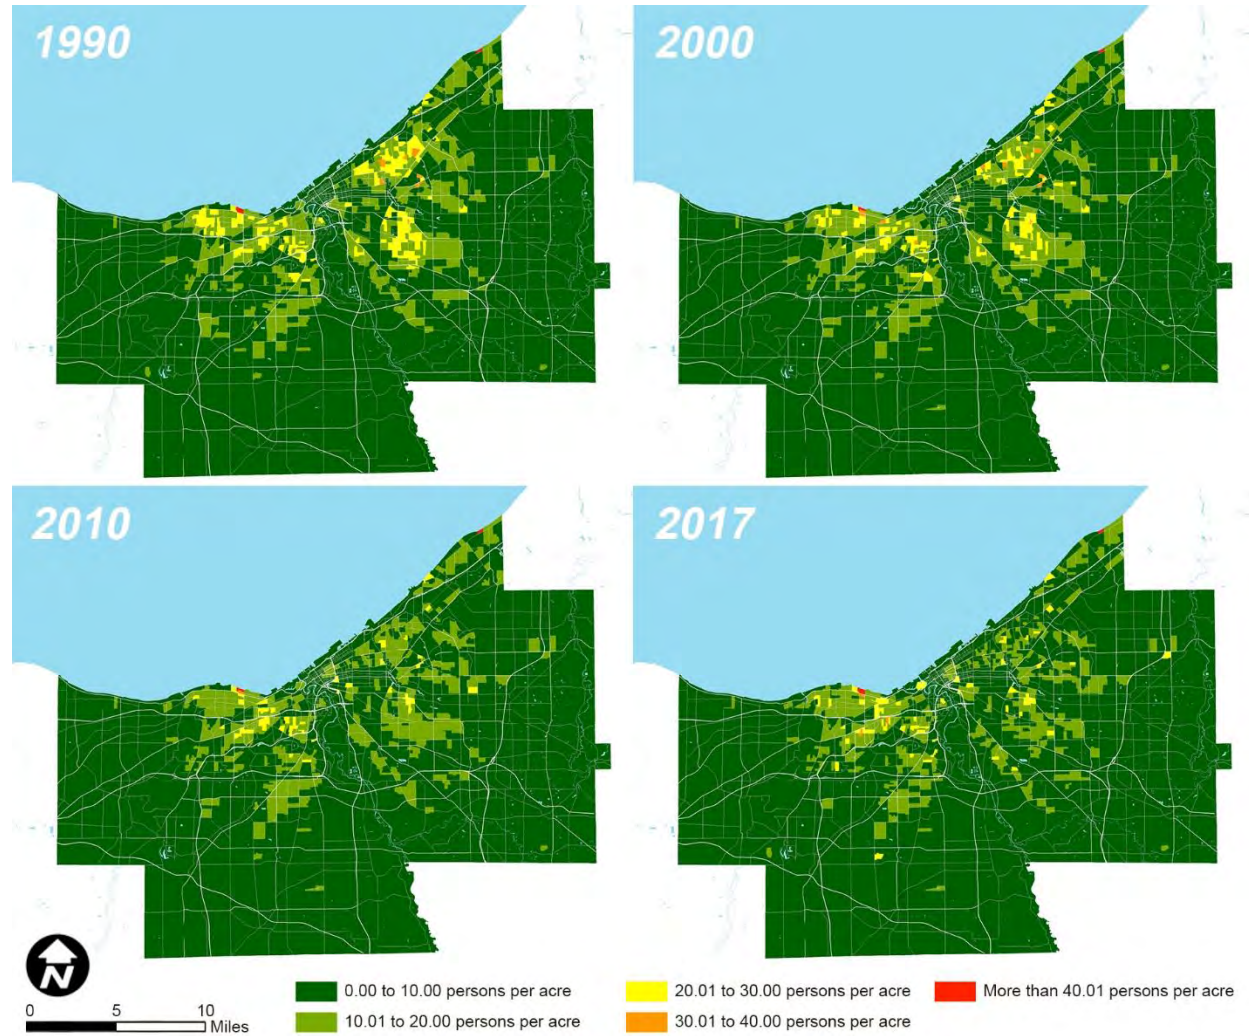 1990
2000
2010
2017
N
0 5 10
Miles
0.00 to 10.00 persons per acre
10.01 to 20.00 persons per acre
20.01 to 30.00 persons per acre
30.01 to 40.00 persons per acre
More than 40.01 persons per acre